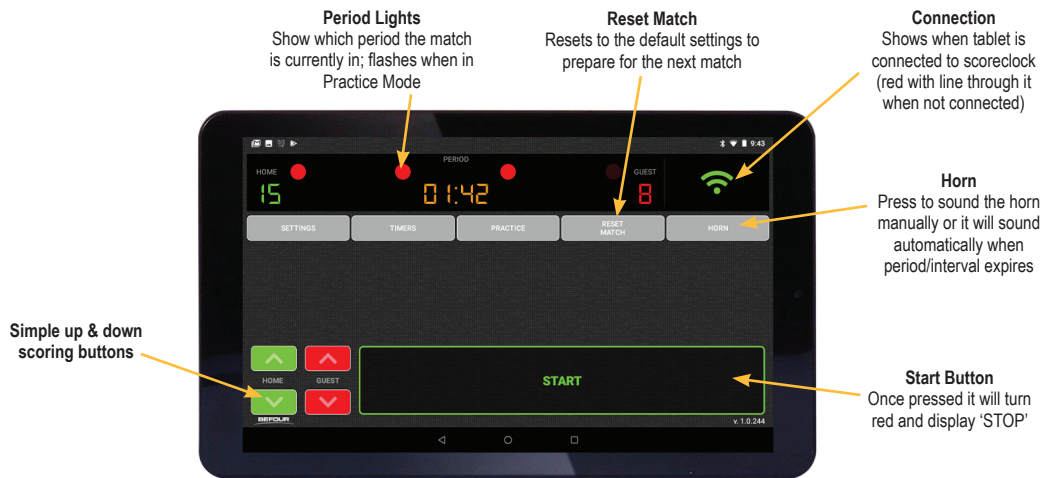 Period Lights
Show which period the match
is currently in; flashes when in
Practice Mode
Reset Match
Resets to the default settings to
prepare for the next match
Connection
Shows when tablet is
connected to scoreclock
(red with line through it
when not connected)
9:43
PERIOD
HOME
GUEST
15
01:42
8
SETTINGS
TIMERS
PRACTICE
RESET
MATCH
HORN
Horn
Press to sound the horn
manually or it will sound
automatically when
period/interval expires
Simple up & down
scoring buttons
HOME
GUEST
START
BEFOUR
v. 1.0.244
Start Button
Once pressed it will turn
red and display ‘STOP’